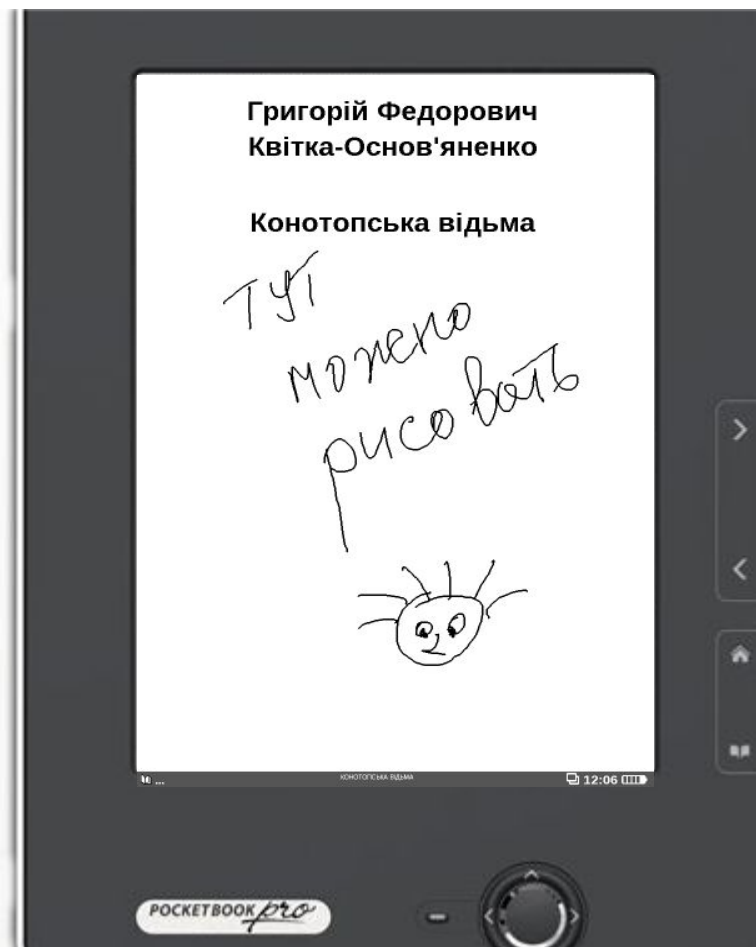 Григорій Федорович
Квітка-Основ'яненко
Конотопська відьма
тут
можно
рисовать
... КОНОТОПСЬКА ВІДЬМА 12:06
POCKETBOOK pro